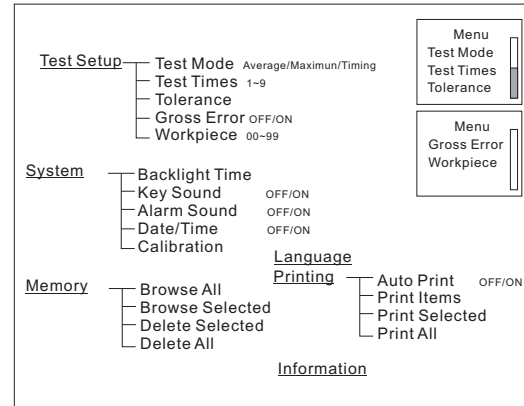 Test Setup
Test Mode Average/Maximun/Timing
Test Times 1~9
Tolerance
Gross Error OFF/ON
Workpiece 00~99
Menu
Test Mode
Test Times
Tolerance
Menu
Gross Error
Workpiece
System
Backlight Time
Key Sound OFF/ON
Alarm Sound OFF/ON
Date/Time OFF/ON
Calibration
Language
Printing
Auto Print OFF/ON
Print Items
Print Selected
Print All
Memory
Browse All
Browse Selected
Delete Selected
Delete All
Information